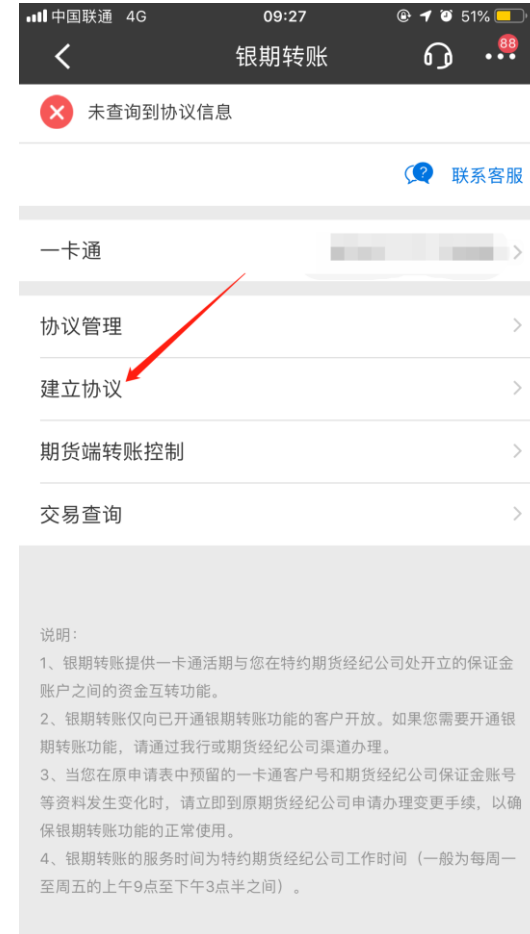 中国联通 4G 09:27 51%
银期转账
88
未查询到协议信息
联系客服
一卡通
协议管理
建立协议
期货端转账控制
交易查询
说明：
1、银期转账提供一卡通活期与您在特约期货经纪公司处开立的保证金
账户之间的资金互转功能。
2、银期转账仅向已开通银期转账功能的客户开放。如果您需要开通银
期转账功能，请通过我行或期货经纪公司渠道办理。
3、当您在原申请表中预留的一卡通客户号和期货经纪公司保证金账号
等资料发生变化时，请立即到原期货经纪公司申请办理变更手续，以确
保银期转账功能的正常使用。
4、银期转账的服务时间为特约期货经纪公司工作时间（一般为每周一
至周五的上午9点至下午3点半之间）。